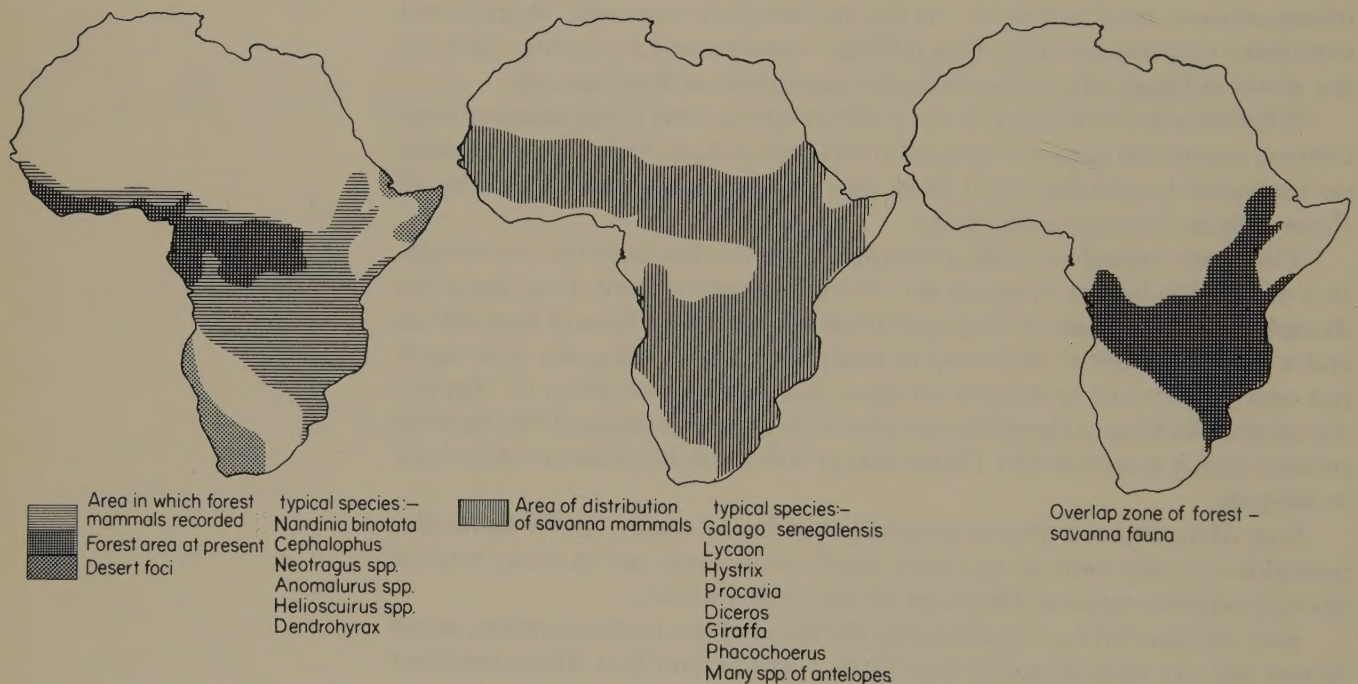 Area in which forest
mammals recorded
Forest area at present
Desert foci
typical species:–
Nandinia binotata
Cephalophus
Neotragus spp.
Anomalurus spp.
Helioscuirus spp.
Dendrohyrax
Area of distribution
of savanna mammals
typical species:–
Galago senegalensis
Lycaon
Hystrix
Procavia
Diceros
Giraffa
Phacochoerus
Many spp. of antelopes
Overlap zone of forest –
savanna fauna